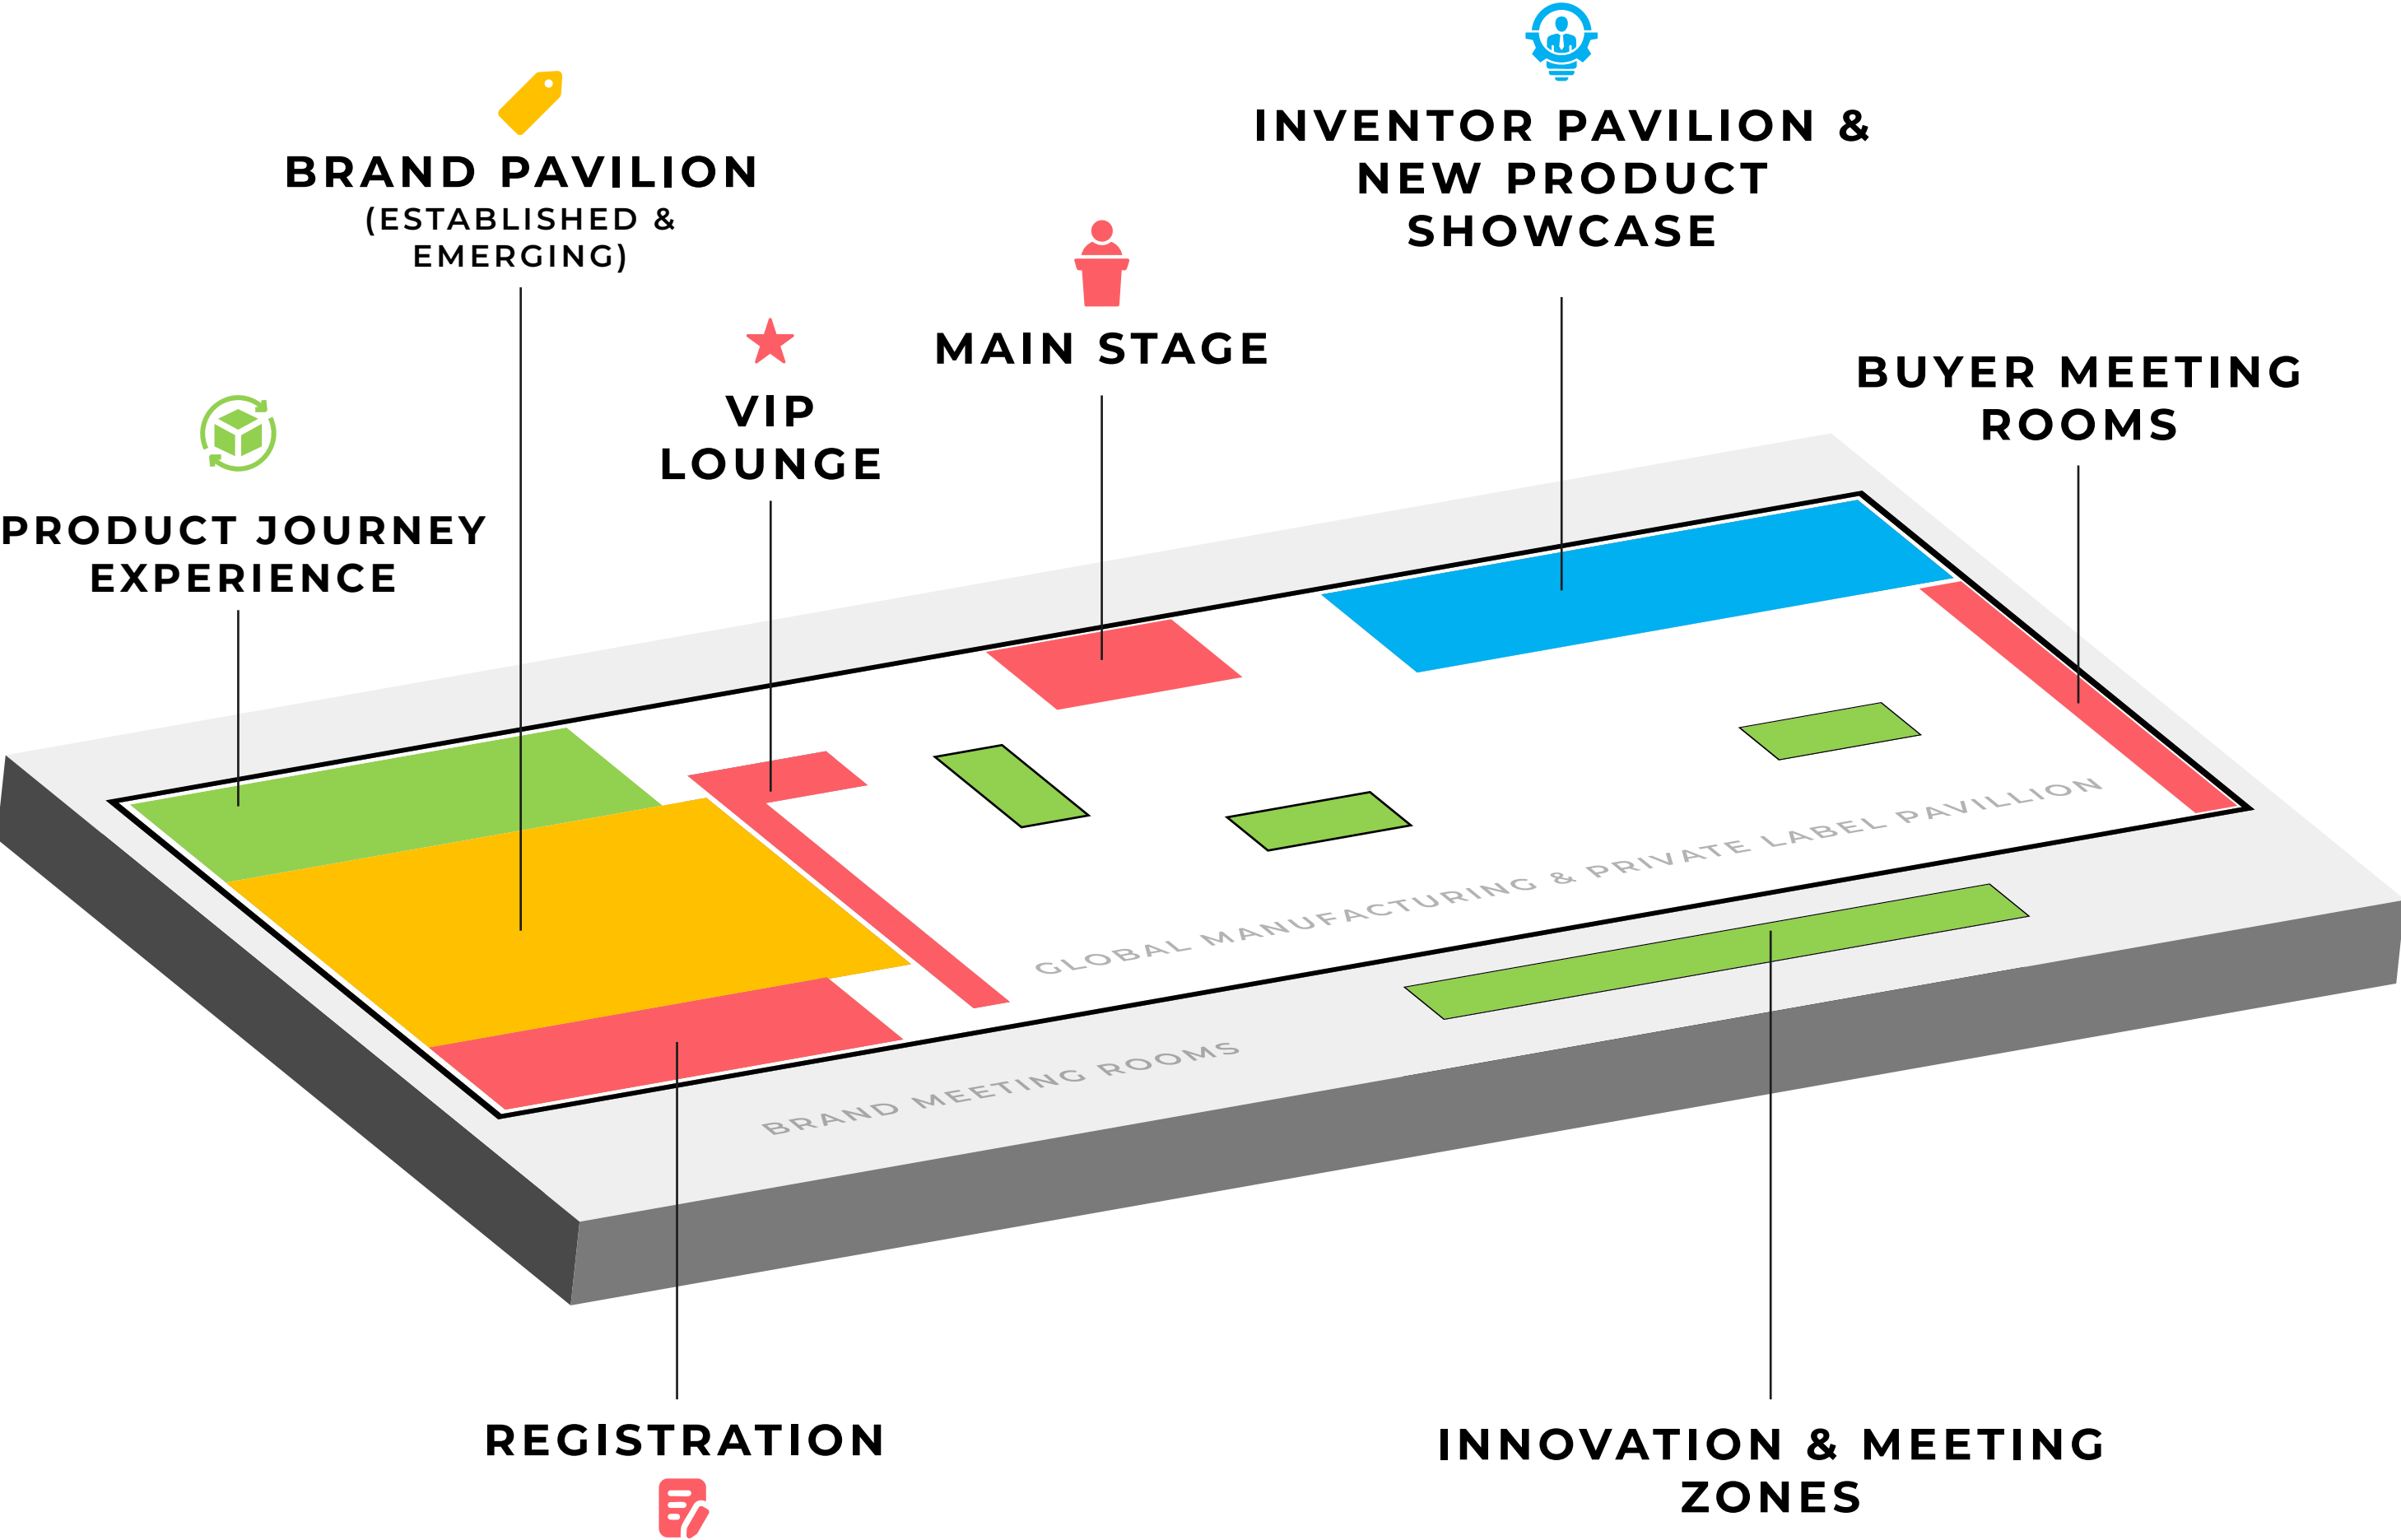 INVENTOR PAVILION &
NEW PRODUCT
SHOWCASE
BRAND PAVILION
(ESTABLISHED &
EMERGING)
MAIN STAGE
BUYER MEETING
ROOMS
VIP
LOUNGE
PRODUCT JOURNEY
EXPERIENCE
GLOBAL MANUFACTURING & PRIVATE LABEL PAVILLION
BRAND MEETING ROOMS
REGISTRATION
INNOVATION & MEETING
ZONES